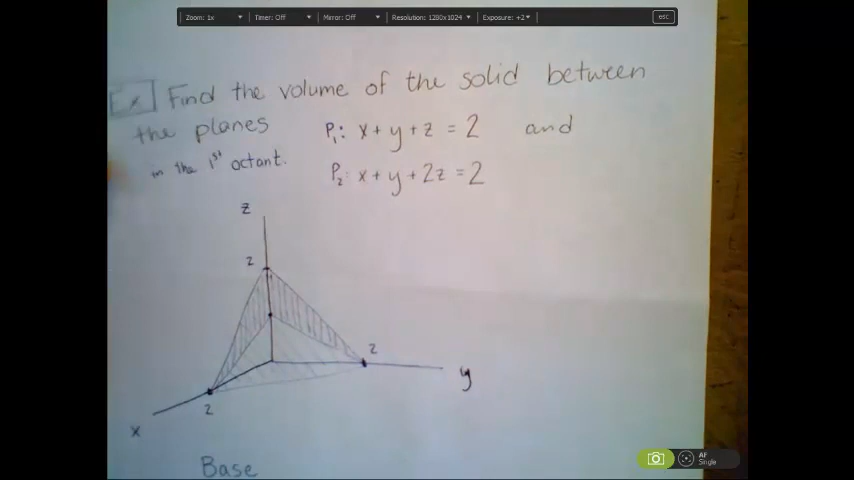 Zoom: 1x Timer: Off Mirror: Off Resolution: 1280x1024 Exposure: +2 esc
Ex Find the volume of the solid between
the planes P₁: x + y + z = 2 and
in the 1st octant. P₂: x + y + 2z = 2
z
2
2
y
2
x
Base
AF
Single